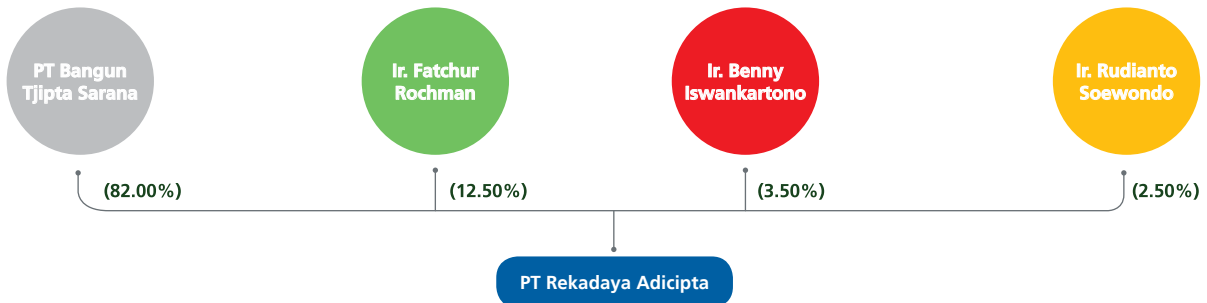 PT Bangun
Tjipta Sarana
Ir. Fatchur
Rochman
Ir. Benny
Iswankartono
Ir. Rudianto
Soewondo
(82.00%)
(12.50%)
(3.50%)
(2.50%)
PT Rekadaya Adicipta